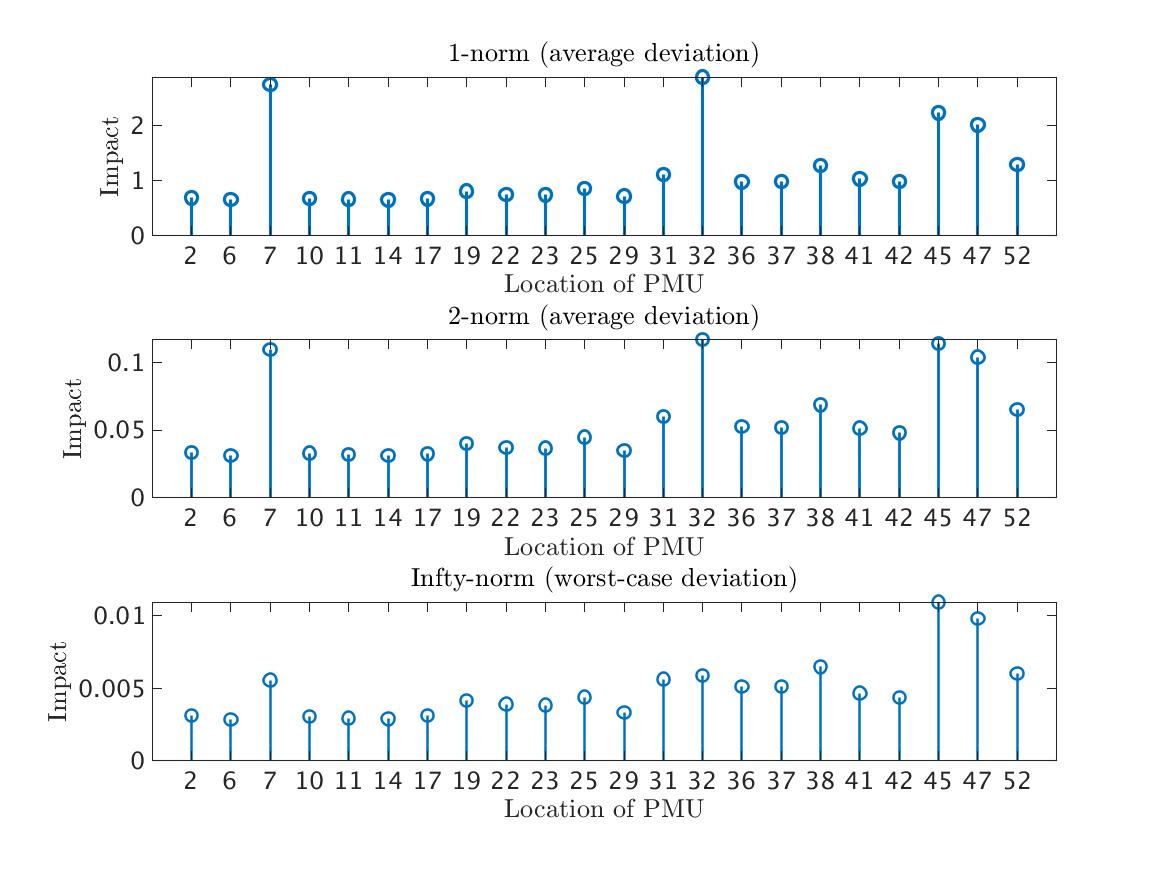 1-norm (average deviation)
Impact
2
1
0
2 6 7 10 11 14 17 19 22 23 25 29 31 32 36 37 38 41 42 45 47 52
Location of PMU
2-norm (average deviation)
Impact
0.1
0.05
0
2 6 7 10 11 14 17 19 22 23 25 29 31 32 36 37 38 41 42 45 47 52
Location of PMU
Infty-norm (worst-case deviation)
Impact
0.01
0.005
0
2 6 7 10 11 14 17 19 22 23 25 29 31 32 36 37 38 41 42 45 47 52
Location of PMU